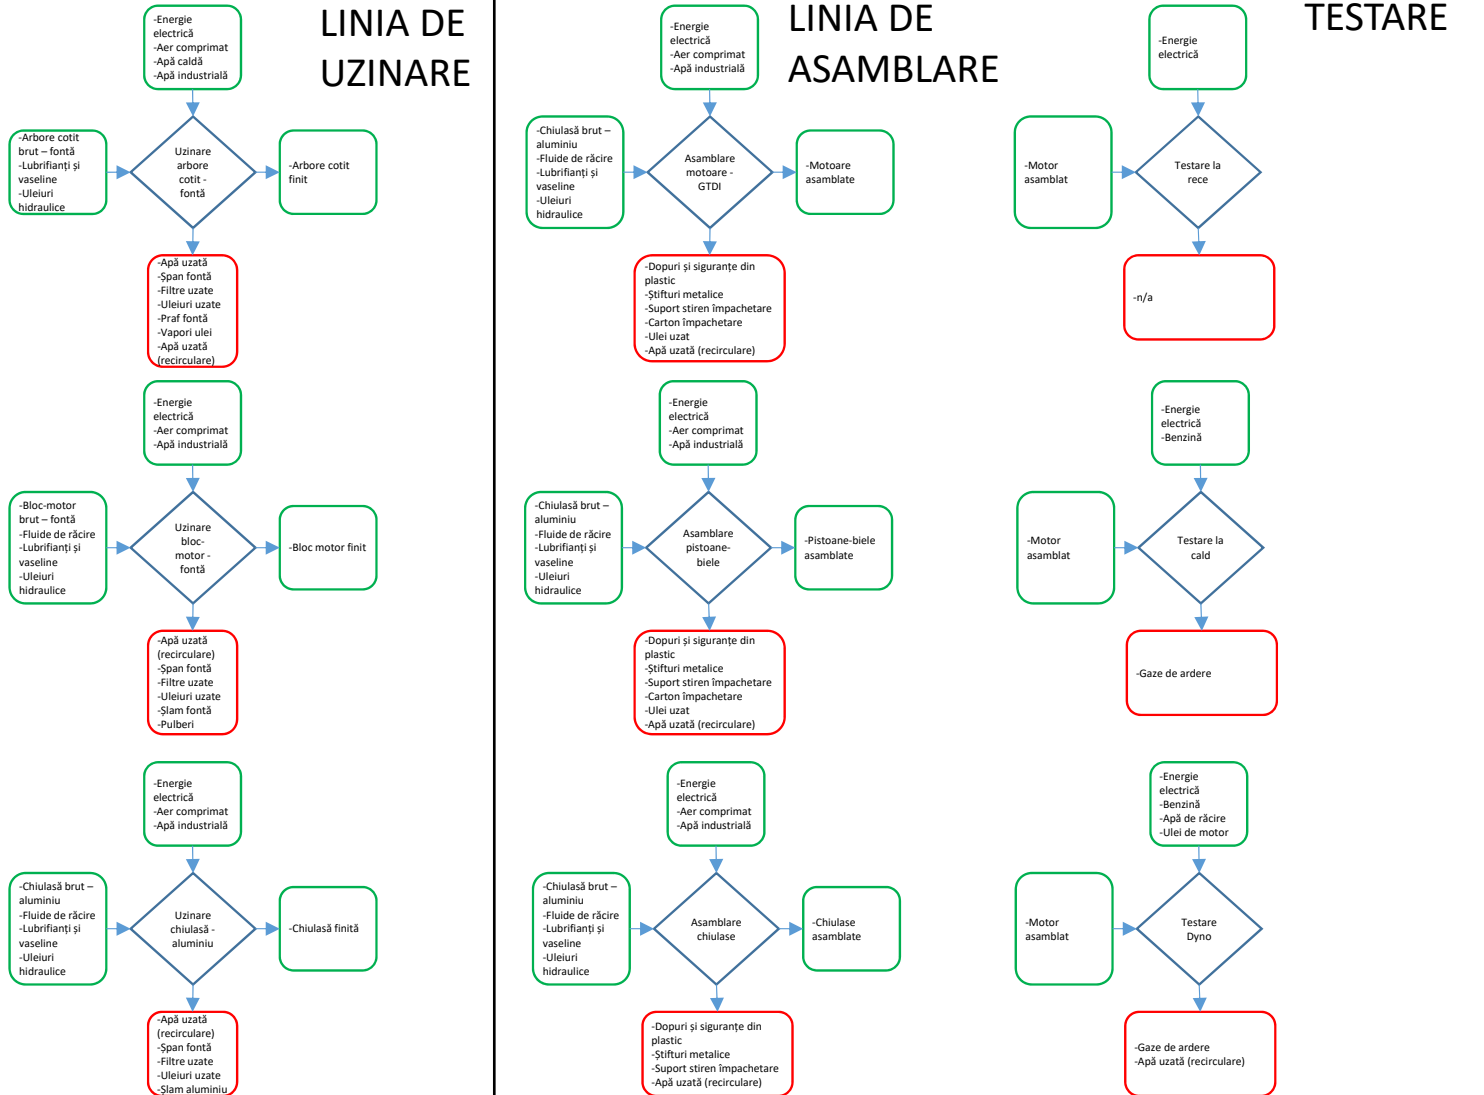 LINIA DE
UZINARE
-Energie
electrică
-Aer comprimat
-Apă caldă
-Apă industrială
-Arbore cotit
brut – fontă
-Lubrifianți și
vaseline
-Uleiuri
hidraulice
Uzinare
arbore
cotit -
fontă
-Arbore cotit
finit
-Apă uzată
-Șpan fontă
-Filtre uzate
-Uleiuri uzate
-Praf fontă
-Vapori ulei
-Apă uzată
(recirculare)
-Energie
electrică
-Aer comprimat
-Apă industrială
-Bloc-motor
brut – fontă
-Fluide de răcire
-Lubrifianți și
vaseline
-Uleiuri
hidraulice
Uzinare
bloc-
motor -
fontă
-Bloc motor finit
-Apă uzată
(recirculare)
-Șpan fontă
-Filtre uzate
-Uleiuri uzate
-Șlam fontă
-Pulberi
-Energie
electrică
-Aer comprimat
-Apă industrială
-Chiulasă brut –
aluminiu
-Fluide de răcire
-Lubrifianți și
vaseline
-Uleiuri
hidraulice
Uzinare
chiulasă -
aluminiu
-Chiulasă finită
-Apă uzată
(recirculare)
-Șpan fontă
-Filtre uzate
-Uleiuri uzate
-Șlam aluminiu
LINIA DE
ASAMBLARE
-Energie
electrică
-Aer comprimat
-Apă industrială
-Chiulasă brut –
aluminiu
-Fluide de răcire
-Lubrifianți și
vaseline
-Uleiuri
hidraulice
Asamblare
motoare -
GTDI
-Motoare
asamblate
-Dopuri și siguranțe din
plastic
-Știfturi metalice
-Suport stiren împachetare
-Carton împachetare
-Ulei uzat
-Apă uzată (recirculare)
-Energie
electrică
-Aer comprimat
-Apă industrială
-Chiulasă brut –
aluminiu
-Fluide de răcire
-Lubrifianți și
vaseline
-Uleiuri
hidraulice
Asamblare
pistoane-
biele
-Pistoane-biele
asamblate
-Dopuri și siguranțe din
plastic
-Știfturi metalice
-Suport stiren împachetare
-Carton împachetare
-Ulei uzat
-Apă uzată (recirculare)
-Energie
electrică
-Aer comprimat
-Apă industrială
-Chiulasă brut –
aluminiu
-Fluide de răcire
-Lubrifianți și
vaseline
-Uleiuri
hidraulice
Asamblare
chiulase
-Chiulase
asamblate
-Dopuri și siguranțe din
plastic
-Știfturi metalice
-Suport stiren împachetare
-Apă uzată (recirculare)
TESTARE
-Energie
electrică
-Motor
asamblat
Testare la
rece
-n/a
-Energie
electrică
-Benzină
-Motor
asamblat
Testare la
cald
-Gaze de ardere
-Energie
electrică
-Benzină
-Apă de răcire
-Ulei de motor
-Motor
asamblat
Testare
Dyno
-Gaze de ardere
-Apă uzată (recirculare)